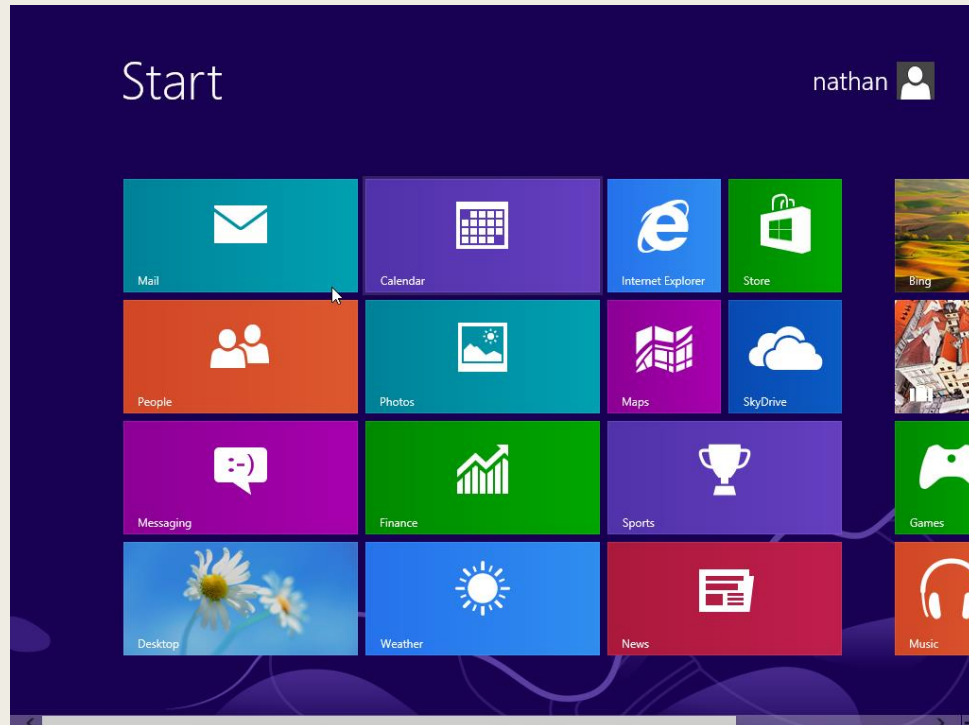 Start
nathan
Mail
Calendar
Internet Explorer
Store
Bing
People
Photos
Maps
SkyDrive
:-)
Messaging
Finance
Sports
Games
Desktop
Weather
News
Music